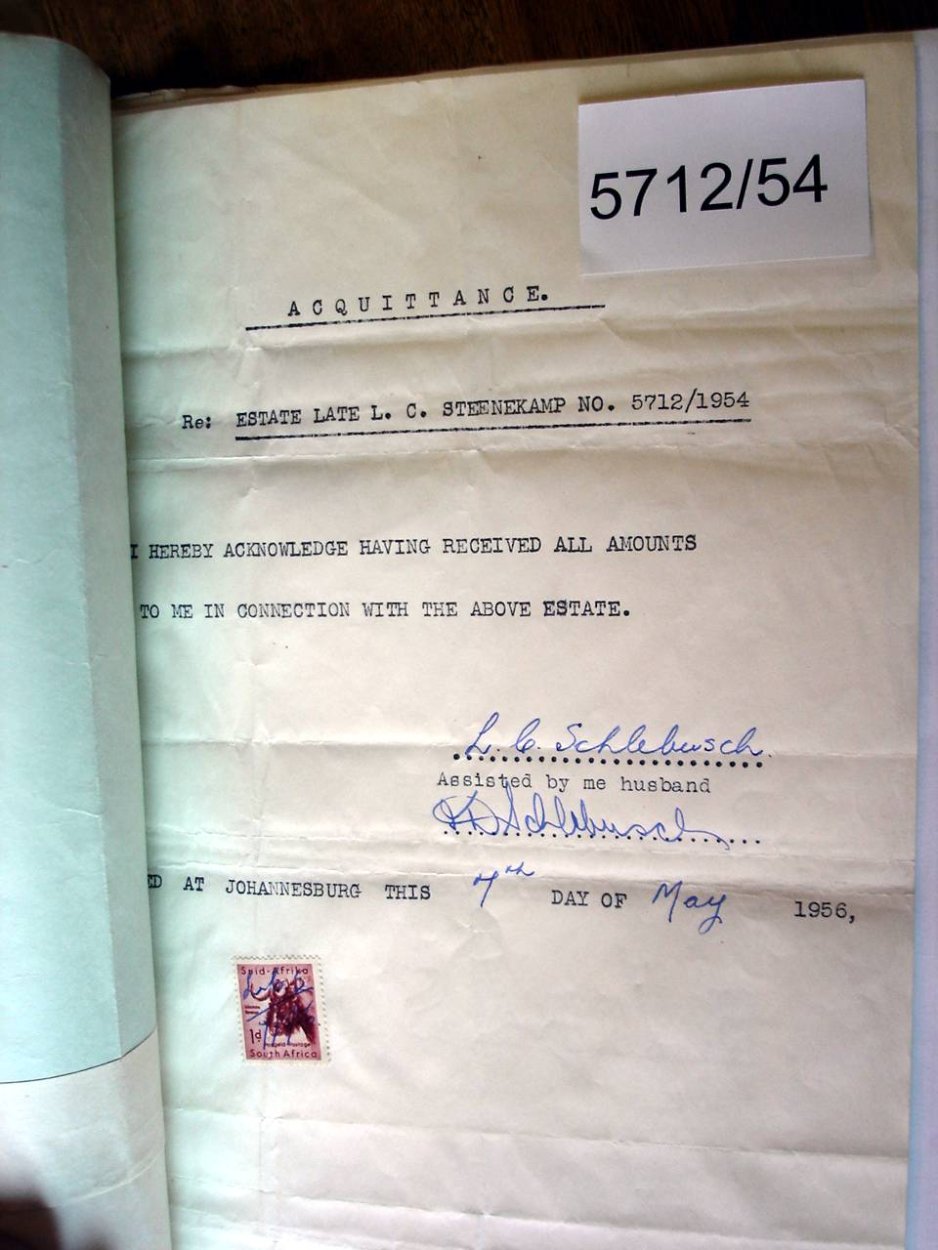 5712/54
ACQUITTANCE.
Re: ESTATE LATE L. C. STEENEKAMP NO. 5712/1954
I HEREBY ACKNOWLEDGE HAVING RECEIVED ALL AMOUNTS
TO ME IN CONNECTION WITH THE ABOVE ESTATE.
L. C. Schlebusch.
Assisted by me husband
Schlebusch
ED AT JOHANNESBURG THIS 7th DAY OF May 1956,
Suid-Afrika
1d
South Africa